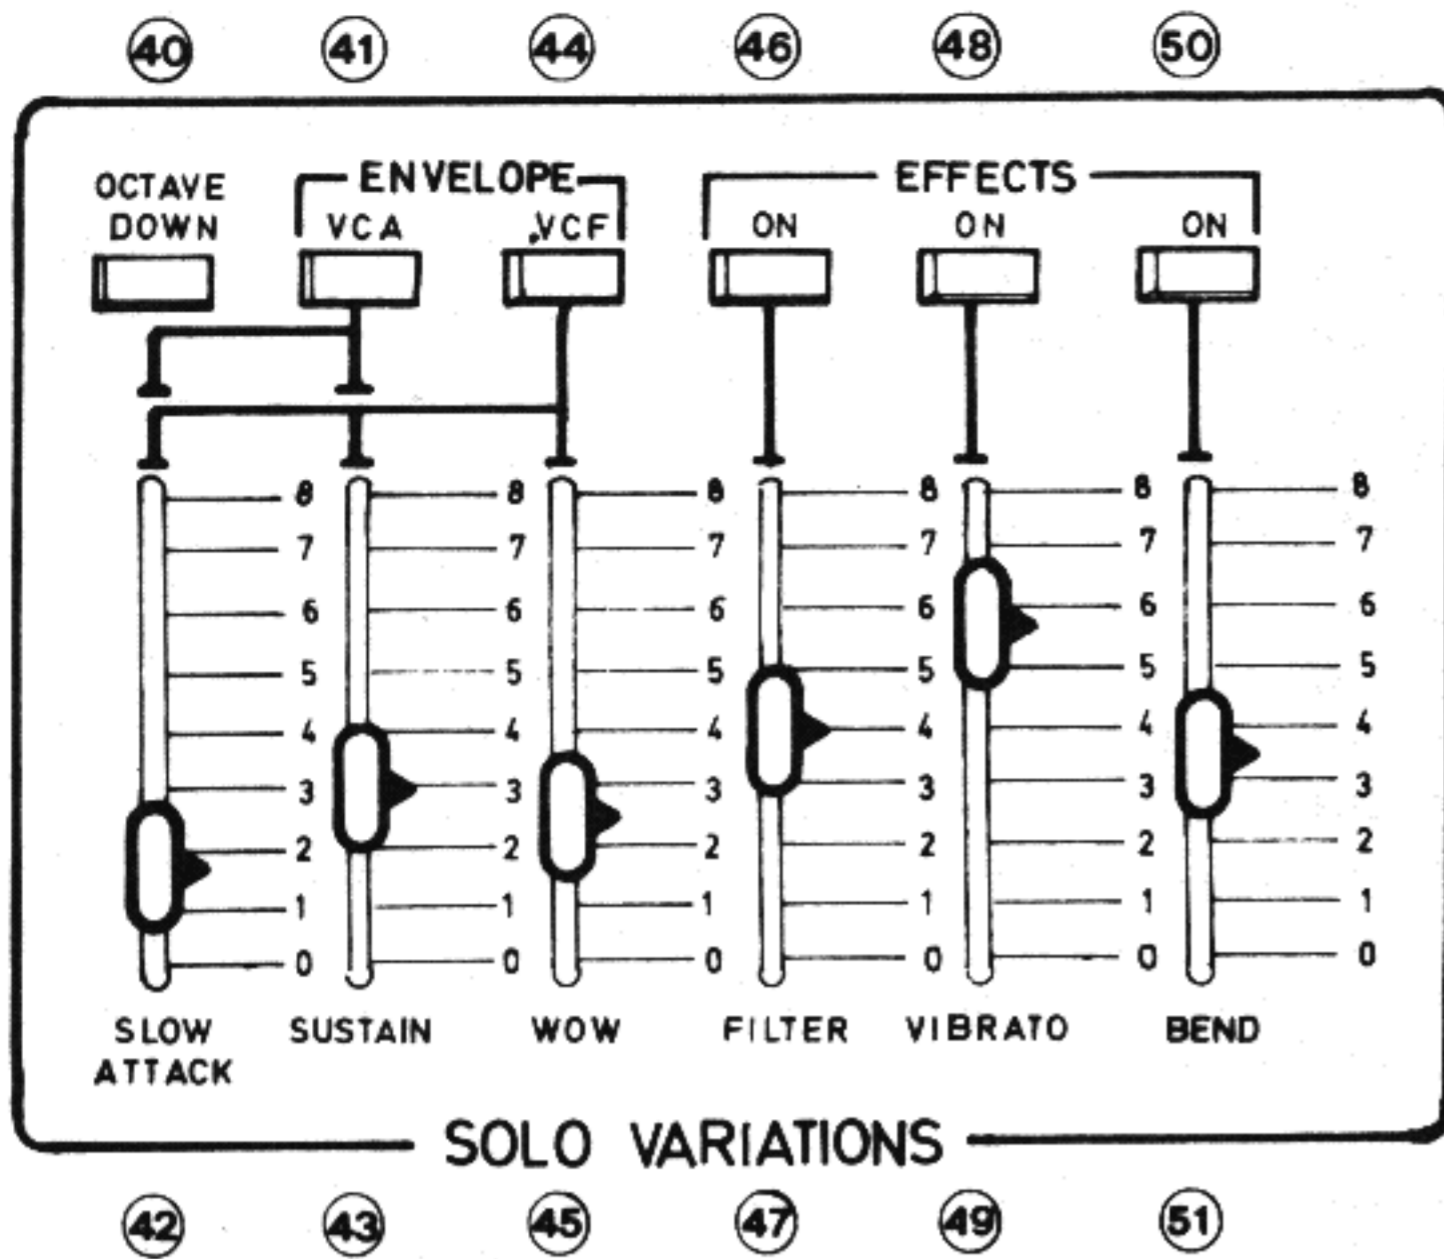 40 41 44 46 48 50
ENVELOPE EFFECTS
OCTAVE
DOWN VCA VCF ON ON ON
8 8 8 8 8 8
7 7 7 7 7 7
6 6 6 6 6 6
5 5 5 5 5 5
4 4 4 4 4 4
3 3 3 3 3 3
2 2 2 2 2 2
1 1 1 1 1 1
0 0 0 0 0 0
SLOW SUSTAIN WOW FILTER VIBRATO BEND
ATTACK
SOLO VARIATIONS
42 43 45 47 49 51